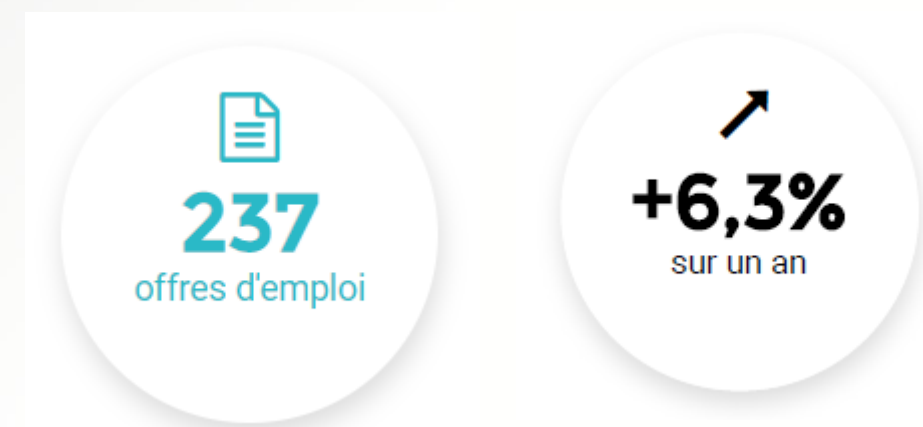 237
offres d'emploi
+6,3%
sur un an